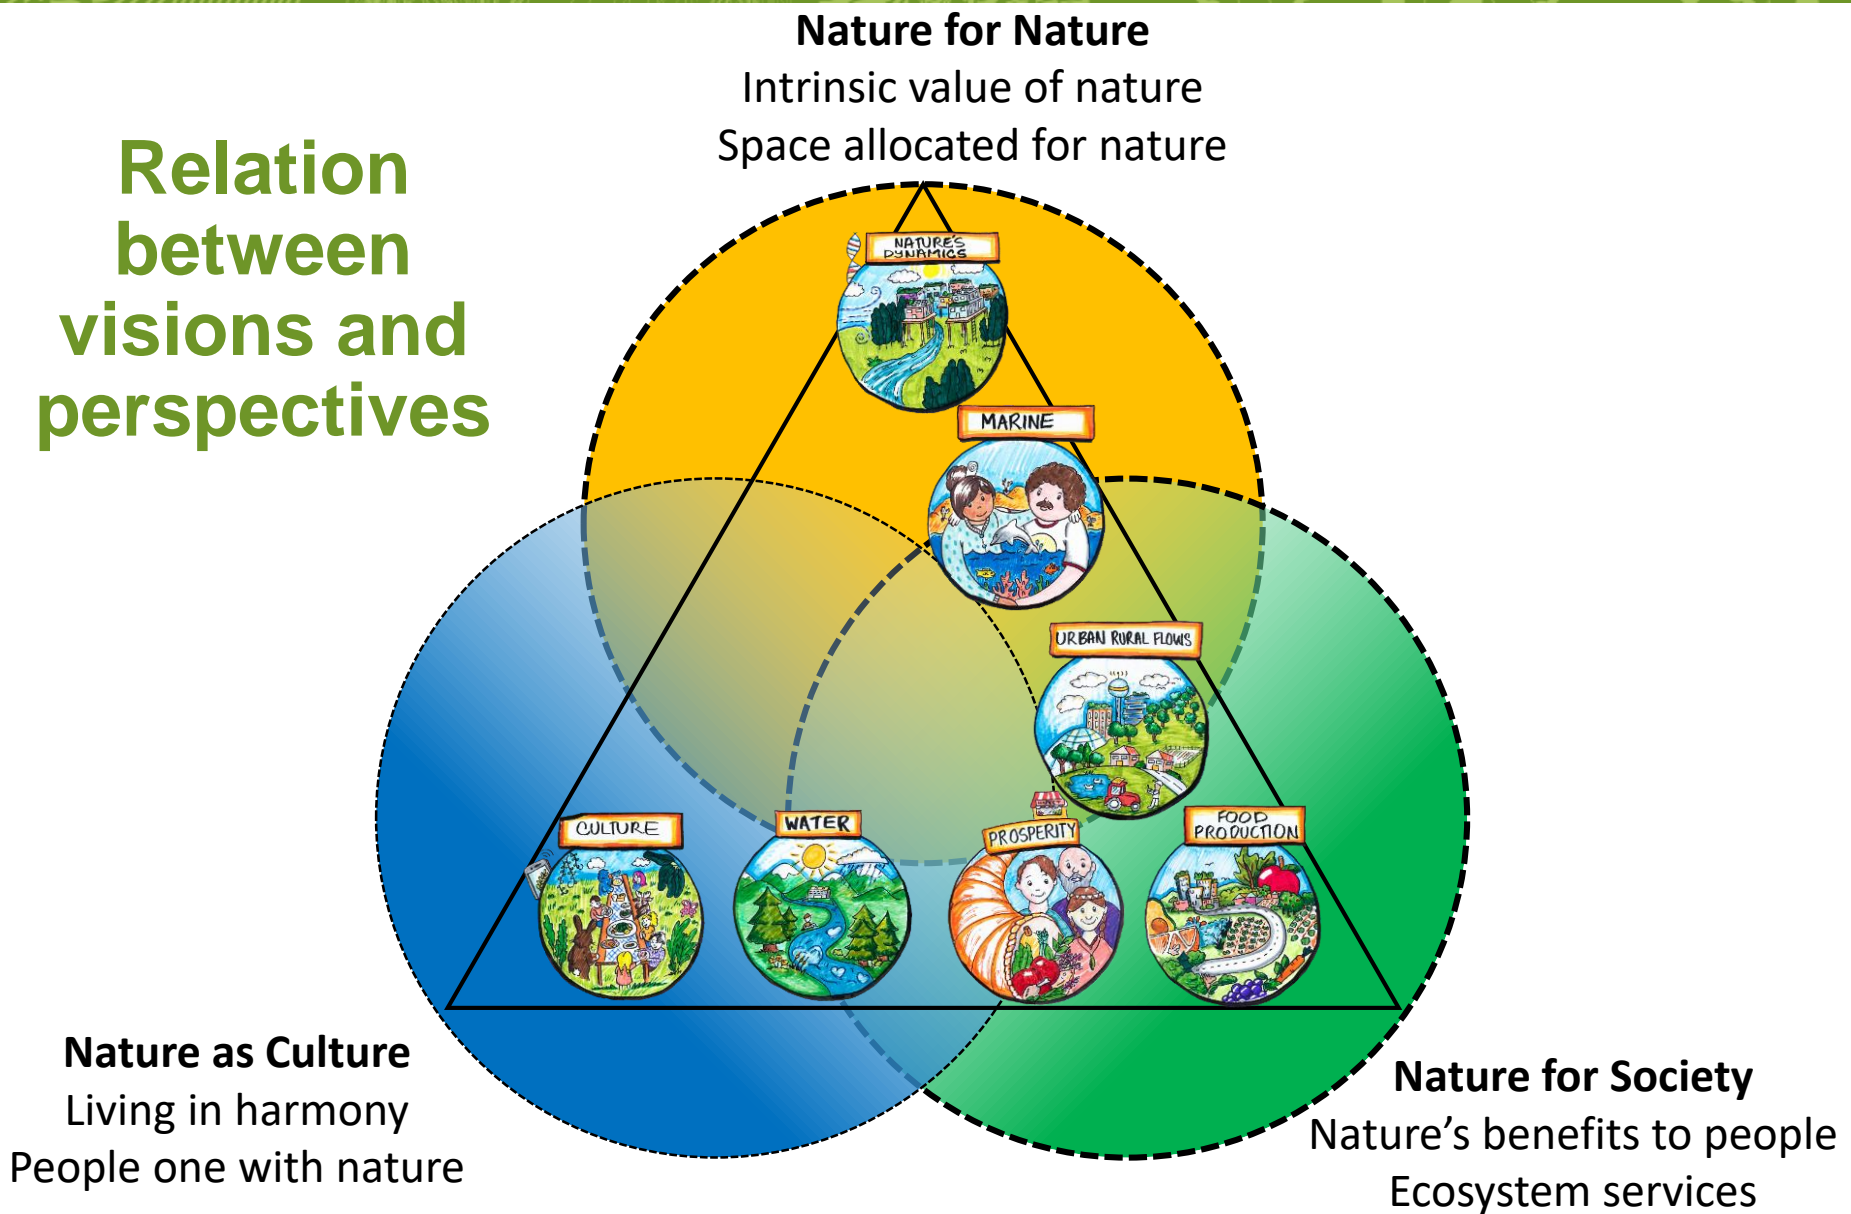 Nature for Nature
Intrinsic value of nature
Space allocated for nature
Relation
between
visions and
perspectives
NATURE'S
DYNAMICS
MARINE
URBAN RURAL FLOWS
CULTURE
WATER
PROSPERITY
FOOD
PRODUCTION
Nature as Culture
Living in harmony
People one with nature
Nature for Society
Nature’s benefits to people
Ecosystem services